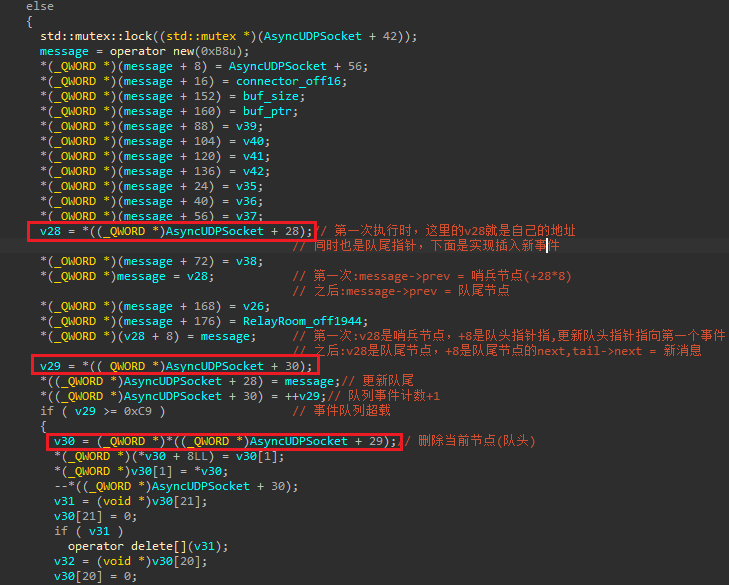 else
{
std::mutex::lock((std::mutex *)(AsyncUDPSocket + 42));
message = operator new(0xB8u);
*(_QWORD *)(message + 8) = AsyncUDPSocket + 56;
*(_QWORD *)(message + 16) = connector_off16;
*(_QWORD *)(message + 152) = buf_size;
*(_QWORD *)(message + 160) = buf_ptr;
*(_QWORD *)(message + 88) = v39;
*(_QWORD *)(message + 104) = v40;
*(_QWORD *)(message + 120) = v41;
*(_QWORD *)(message + 136) = v42;
*(_QWORD *)(message + 24) = v35;
*(_QWORD *)(message + 40) = v36;
*(_QWORD *)(message + 56) = v37;
v28 = *((_QWORD *)AsyncUDPSocket + 28);// 第一次执行时，这里的v28就是自己的地址
// 同时也是队尾指针，下面是实现插入新事件
*(_QWORD *)(message + 72) = v38;
*(_QWORD *)message = v28; // 第一次:message->prev = 哨兵节点(+28*8)
// 之后:message->prev = 队尾节点
*(_QWORD *)(message + 168) = v26;
*(_QWORD *)(message + 176) = RelayRoom_off1944;
*(_QWORD *)(v28 + 8) = message; // 第一次:v28是哨兵节点，+8是队头指针指,更新队头指针指向第一个事件
// 之后:v28是队尾节点，+8是队尾节点的next,tail->next = 新消息
v29 = *((_QWORD *)AsyncUDPSocket + 30);
*((_QWORD *)AsyncUDPSocket + 28) = message;// 更新队尾
*((_QWORD *)AsyncUDPSocket + 30) = ++v29;// 队列事件计数+1
if ( v29 >= 0xC9 ) // 事件队列超载
{
v30 = (_QWORD *)*((_QWORD *)AsyncUDPSocket + 29);// 删除当前节点(队头)
*(_QWORD *)(*v30 + 8LL) = v30[1];
*(_QWORD *)v30[1] = *v30;
--*((_QWORD *)AsyncUDPSocket + 30);
v31 = (void *)v30[21];
v30[21] = 0;
if ( v31 )
operator delete[](v31);
v32 = (void *)v30[20];
v30[20] = 0;